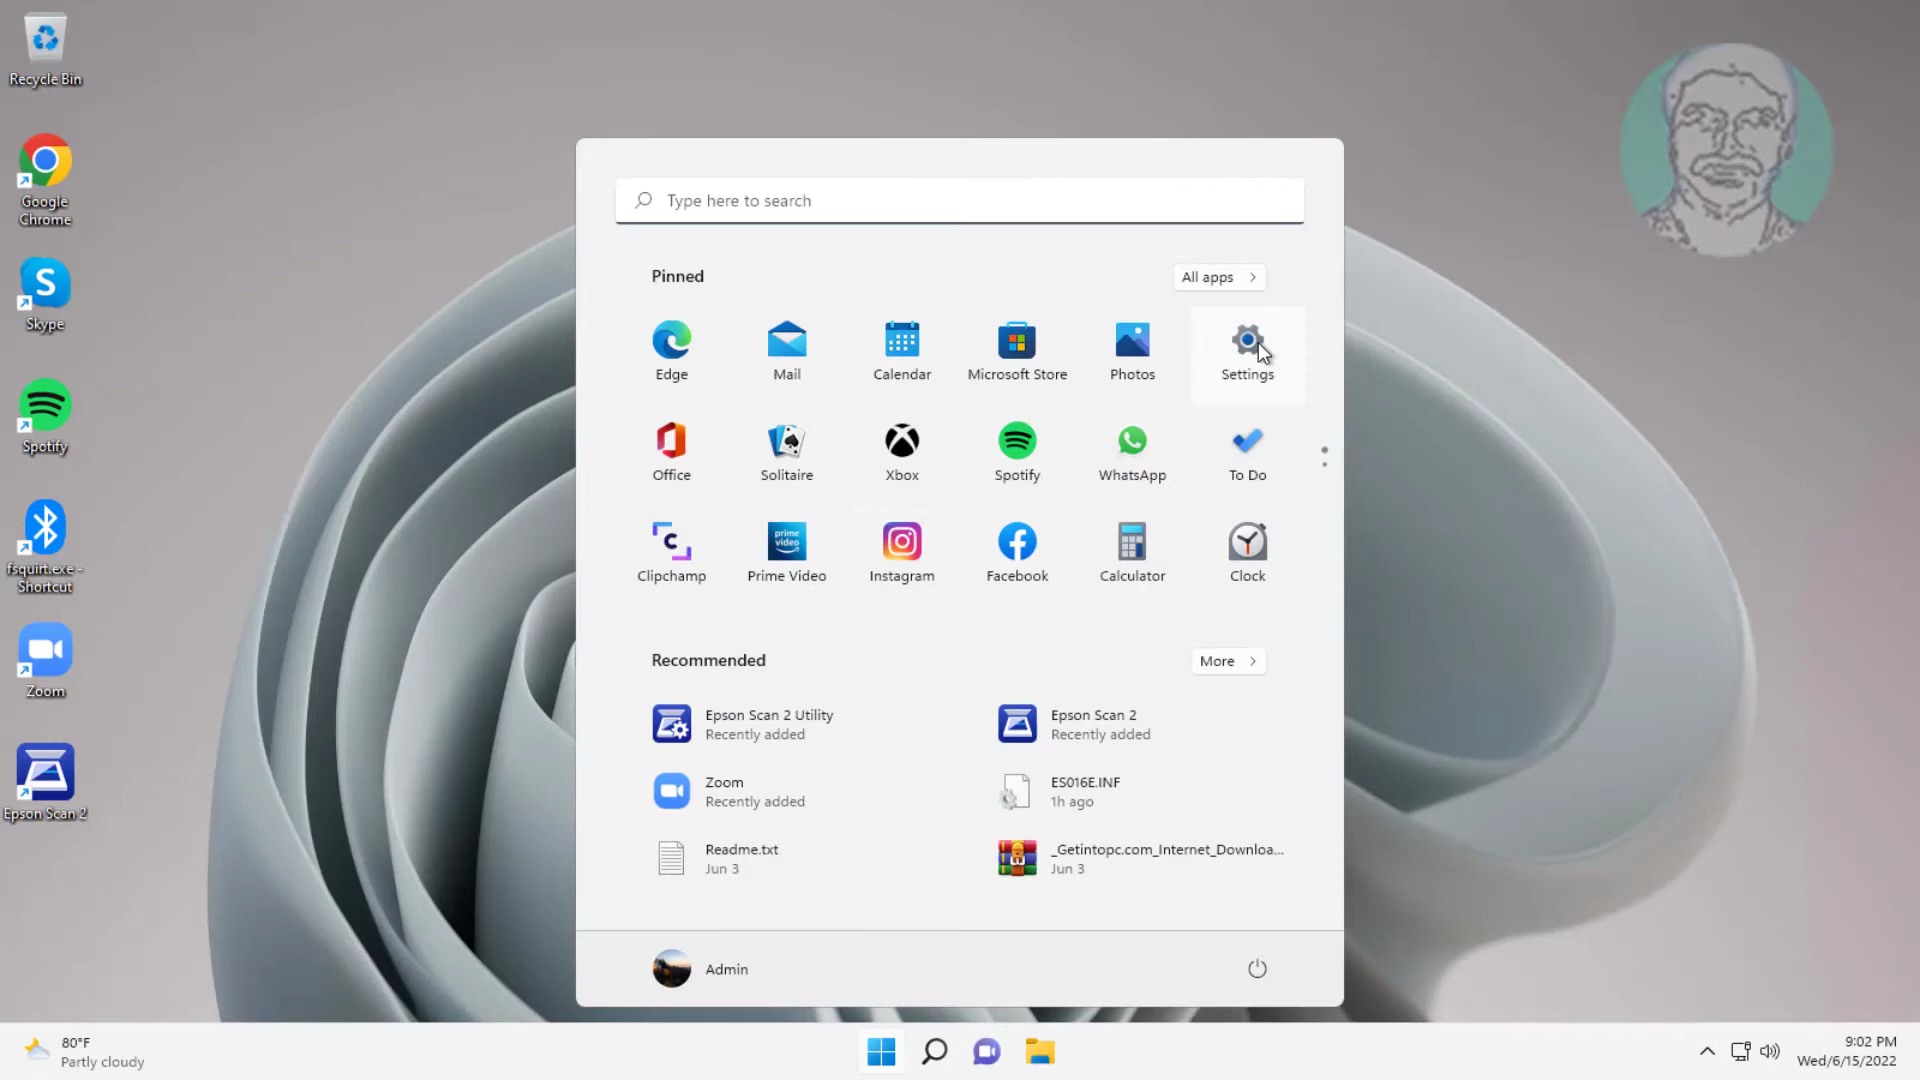 Recycle Bin
Google
Chrome
Skype
Spotify
fsquirt.exe -
Shortcut
Zoom
Epson Scan 2
Type here to search
Pinned
All apps
Edge
Mail
Calendar
Microsoft Store
Photos
Settings
Office
Solitaire
Xbox
Spotify
WhatsApp
To Do
Clipchamp
prime
video
Prime Video
Instagram
Facebook
Calculator
Clock
Recommended
More
Epson Scan 2 Utility
Recently added
Epson Scan 2
Recently added
Zoom
Recently added
ES016E.INF
1h ago
Readme.txt
Jun 3
_Getintopc.com_Internet_Downloa...
Jun 3
Admin
80°F
Partly cloudy
9:02 PM
Wed/6/15/2022